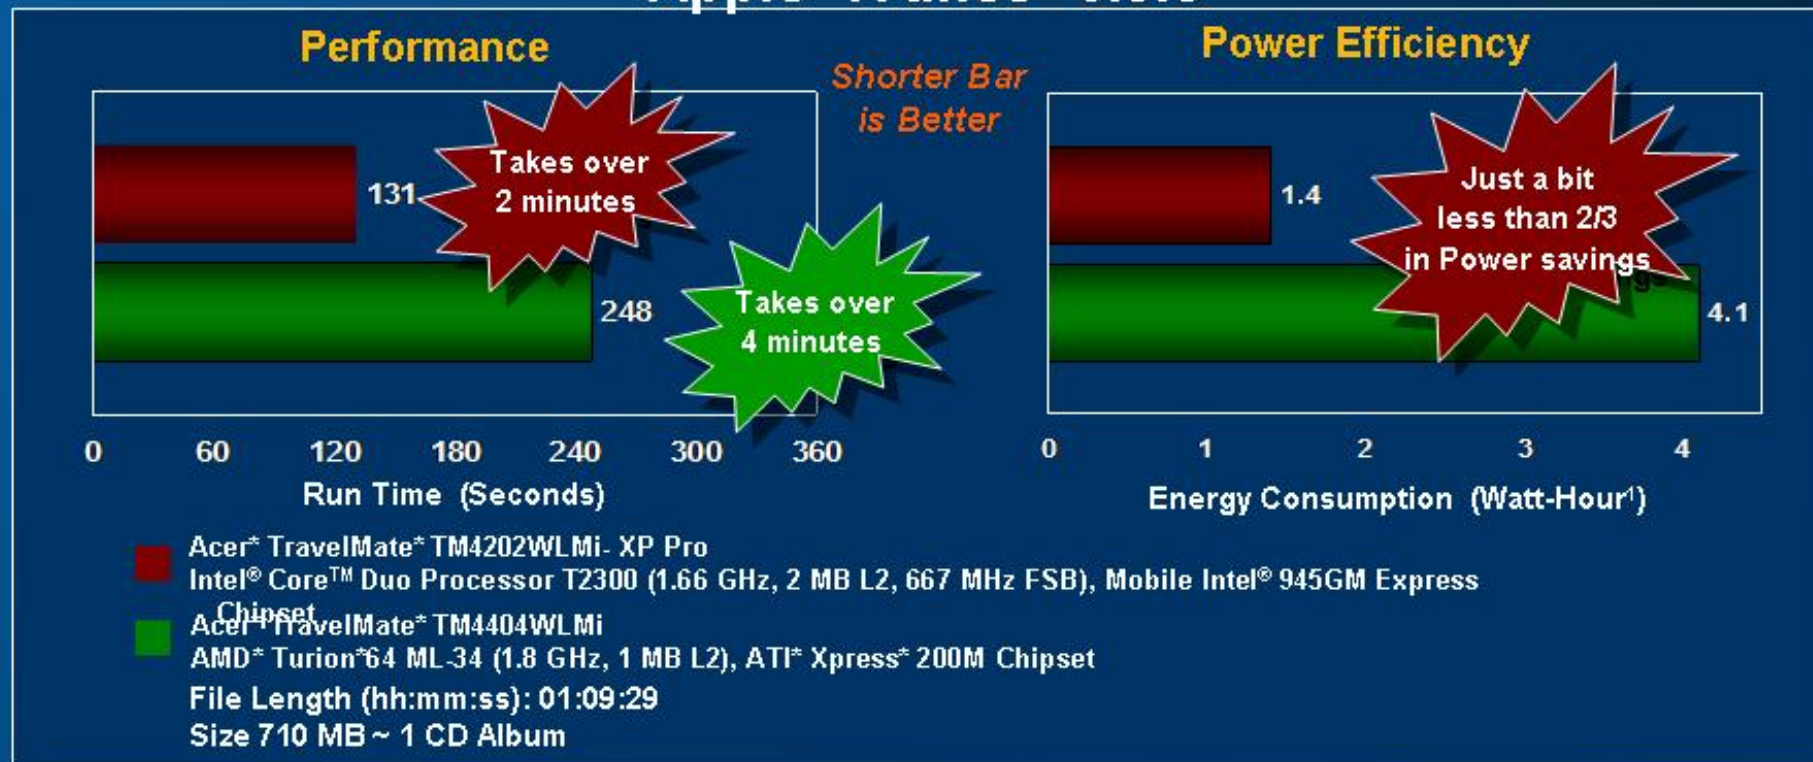 Performance
Shorter Bar
is Better
Power Efficiency
131
Takes over
2 minutes
248
Takes over
4 minutes
0 60 120 180 240 300 360
Run Time (Seconds)
1.4
Just a bit
less than 2/3
in Power savings
4.1
0 1 2 3 4
Energy Consumption (Watt-Hour¹)
Acer* TravelMate* TM4202WLMi- XP Pro
Intel® Core™ Duo Processor T2300 (1.66 GHz, 2 MB L2, 667 MHz FSB), Mobile Intel® 945GM Express
Chipset
Acer* TravelMate* TM4404WLMi
AMD* Turion*64 ML-34 (1.8 GHz, 1 MB L2), ATI* Xpress* 200M Chipset
File Length (hh:mm:ss): 01:09:29
Size 710 MB ~ 1 CD Album